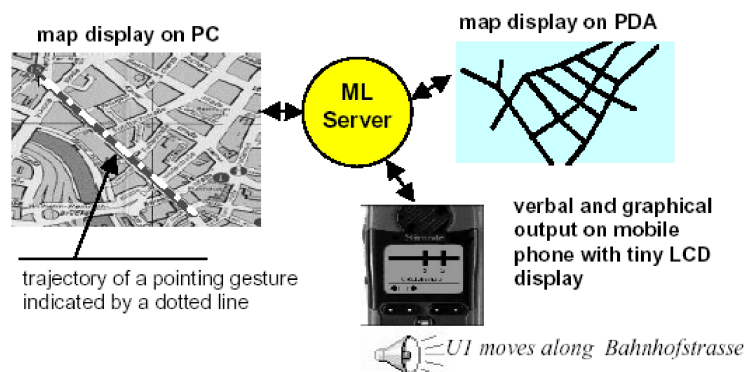 map display on PC
map display on PDA
ML
Server
verbal and graphical
output on mobile
phone with tiny LCD
display
trajectory of a pointing gesture
indicated by a dotted line
U1 moves along Bahnhofstrasse